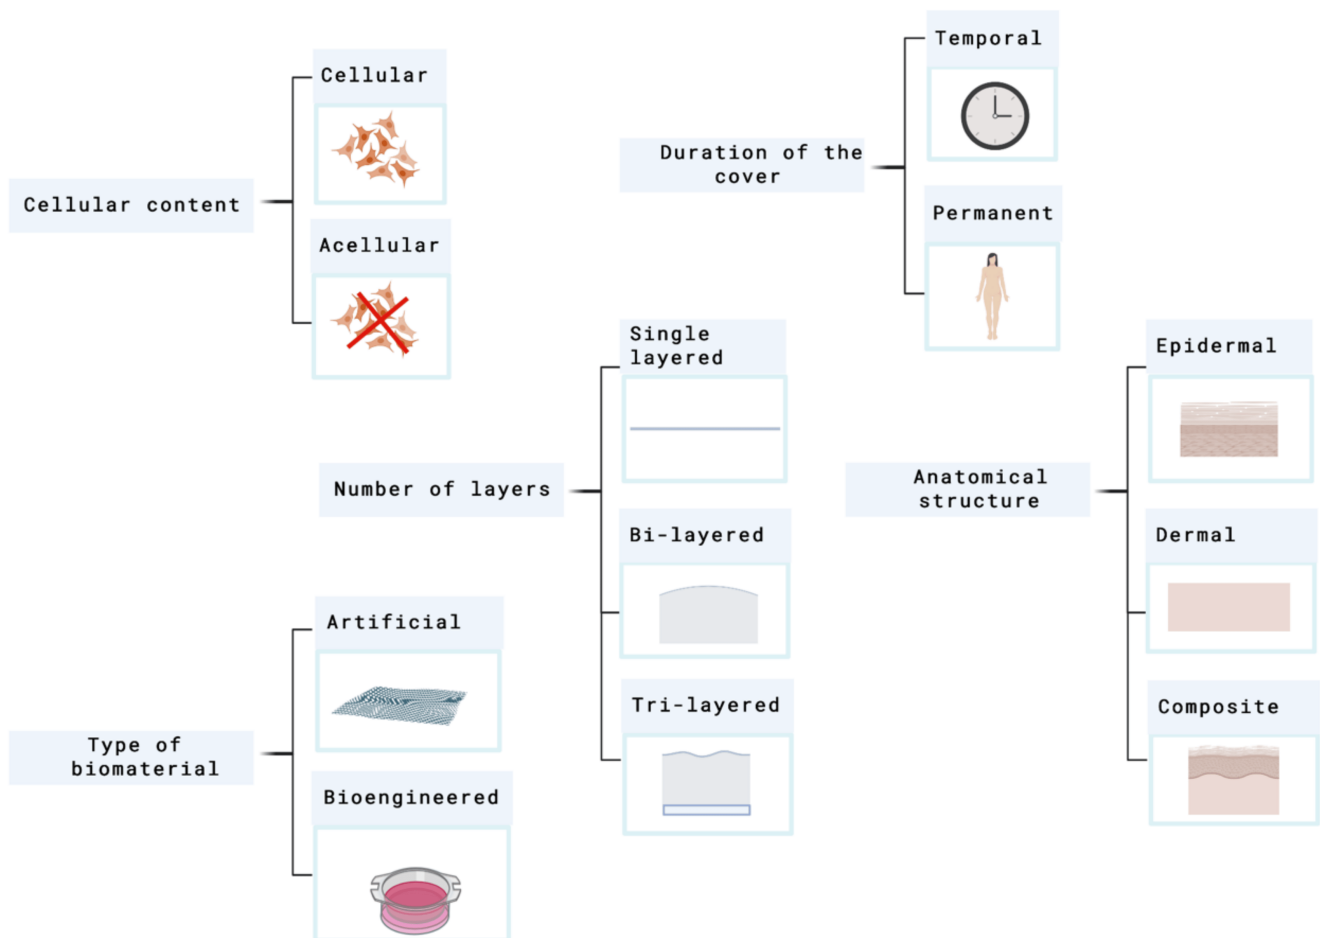 Cellular content
Cellular
Acellular
Duration of the
cover
Temporal
Permanent
Number of layers
Single
layered
Bi-layered
Tri-layered
Anatomical
structure
Epidermal
Dermal
Composite
Type of
biomaterial
Artificial
Bioengineered